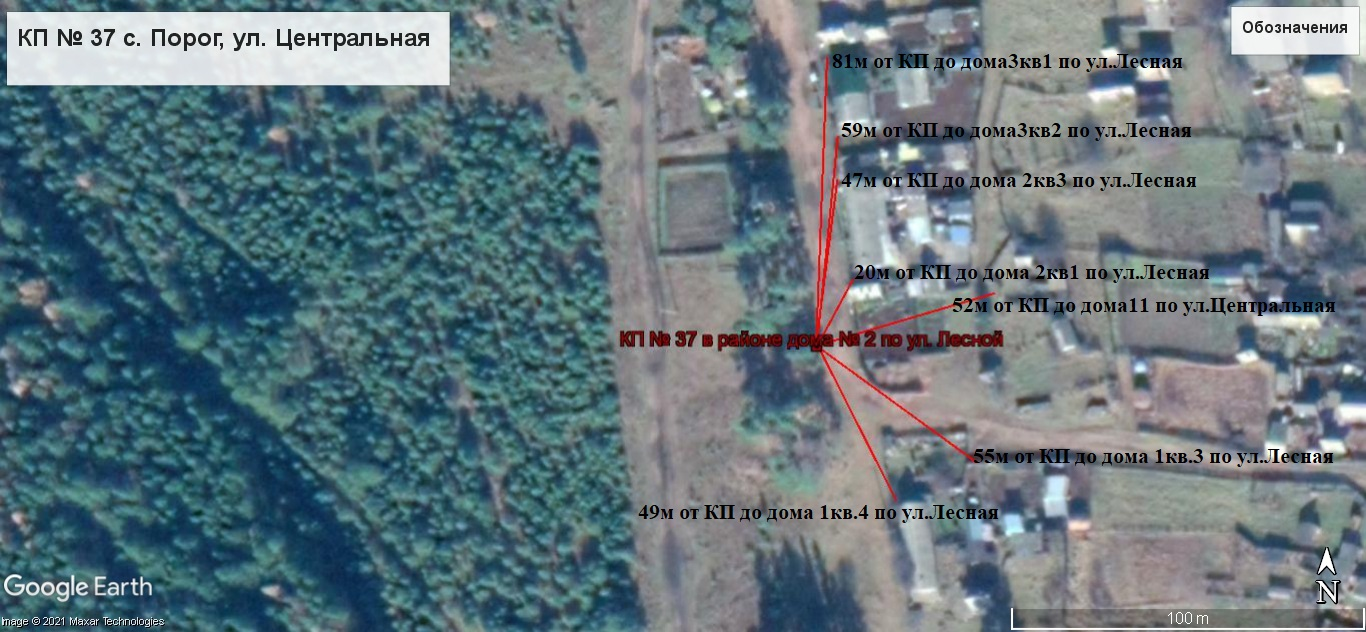 КП № 37 с. Порог, ул. Центральная
Обозначения
81м от КП до дома3кв1 по ул.Лесная
59м от КП до дома3кв2 по ул.Лесная
47м от КП до дома 2кв3 по ул.Лесная
20м от КП до дома 2кв1 по ул.Лесная
52м от КП до дома11 по ул.Центральная
КП № 37 в районе дома № 2 по ул. Лесной
55м от КП до дома 1кв.3 по ул.Лесная
49м от КП до дома 1кв.4 по ул.Лесная
Google Earth
N
100 m
Image © 2021 Maxar Technologies